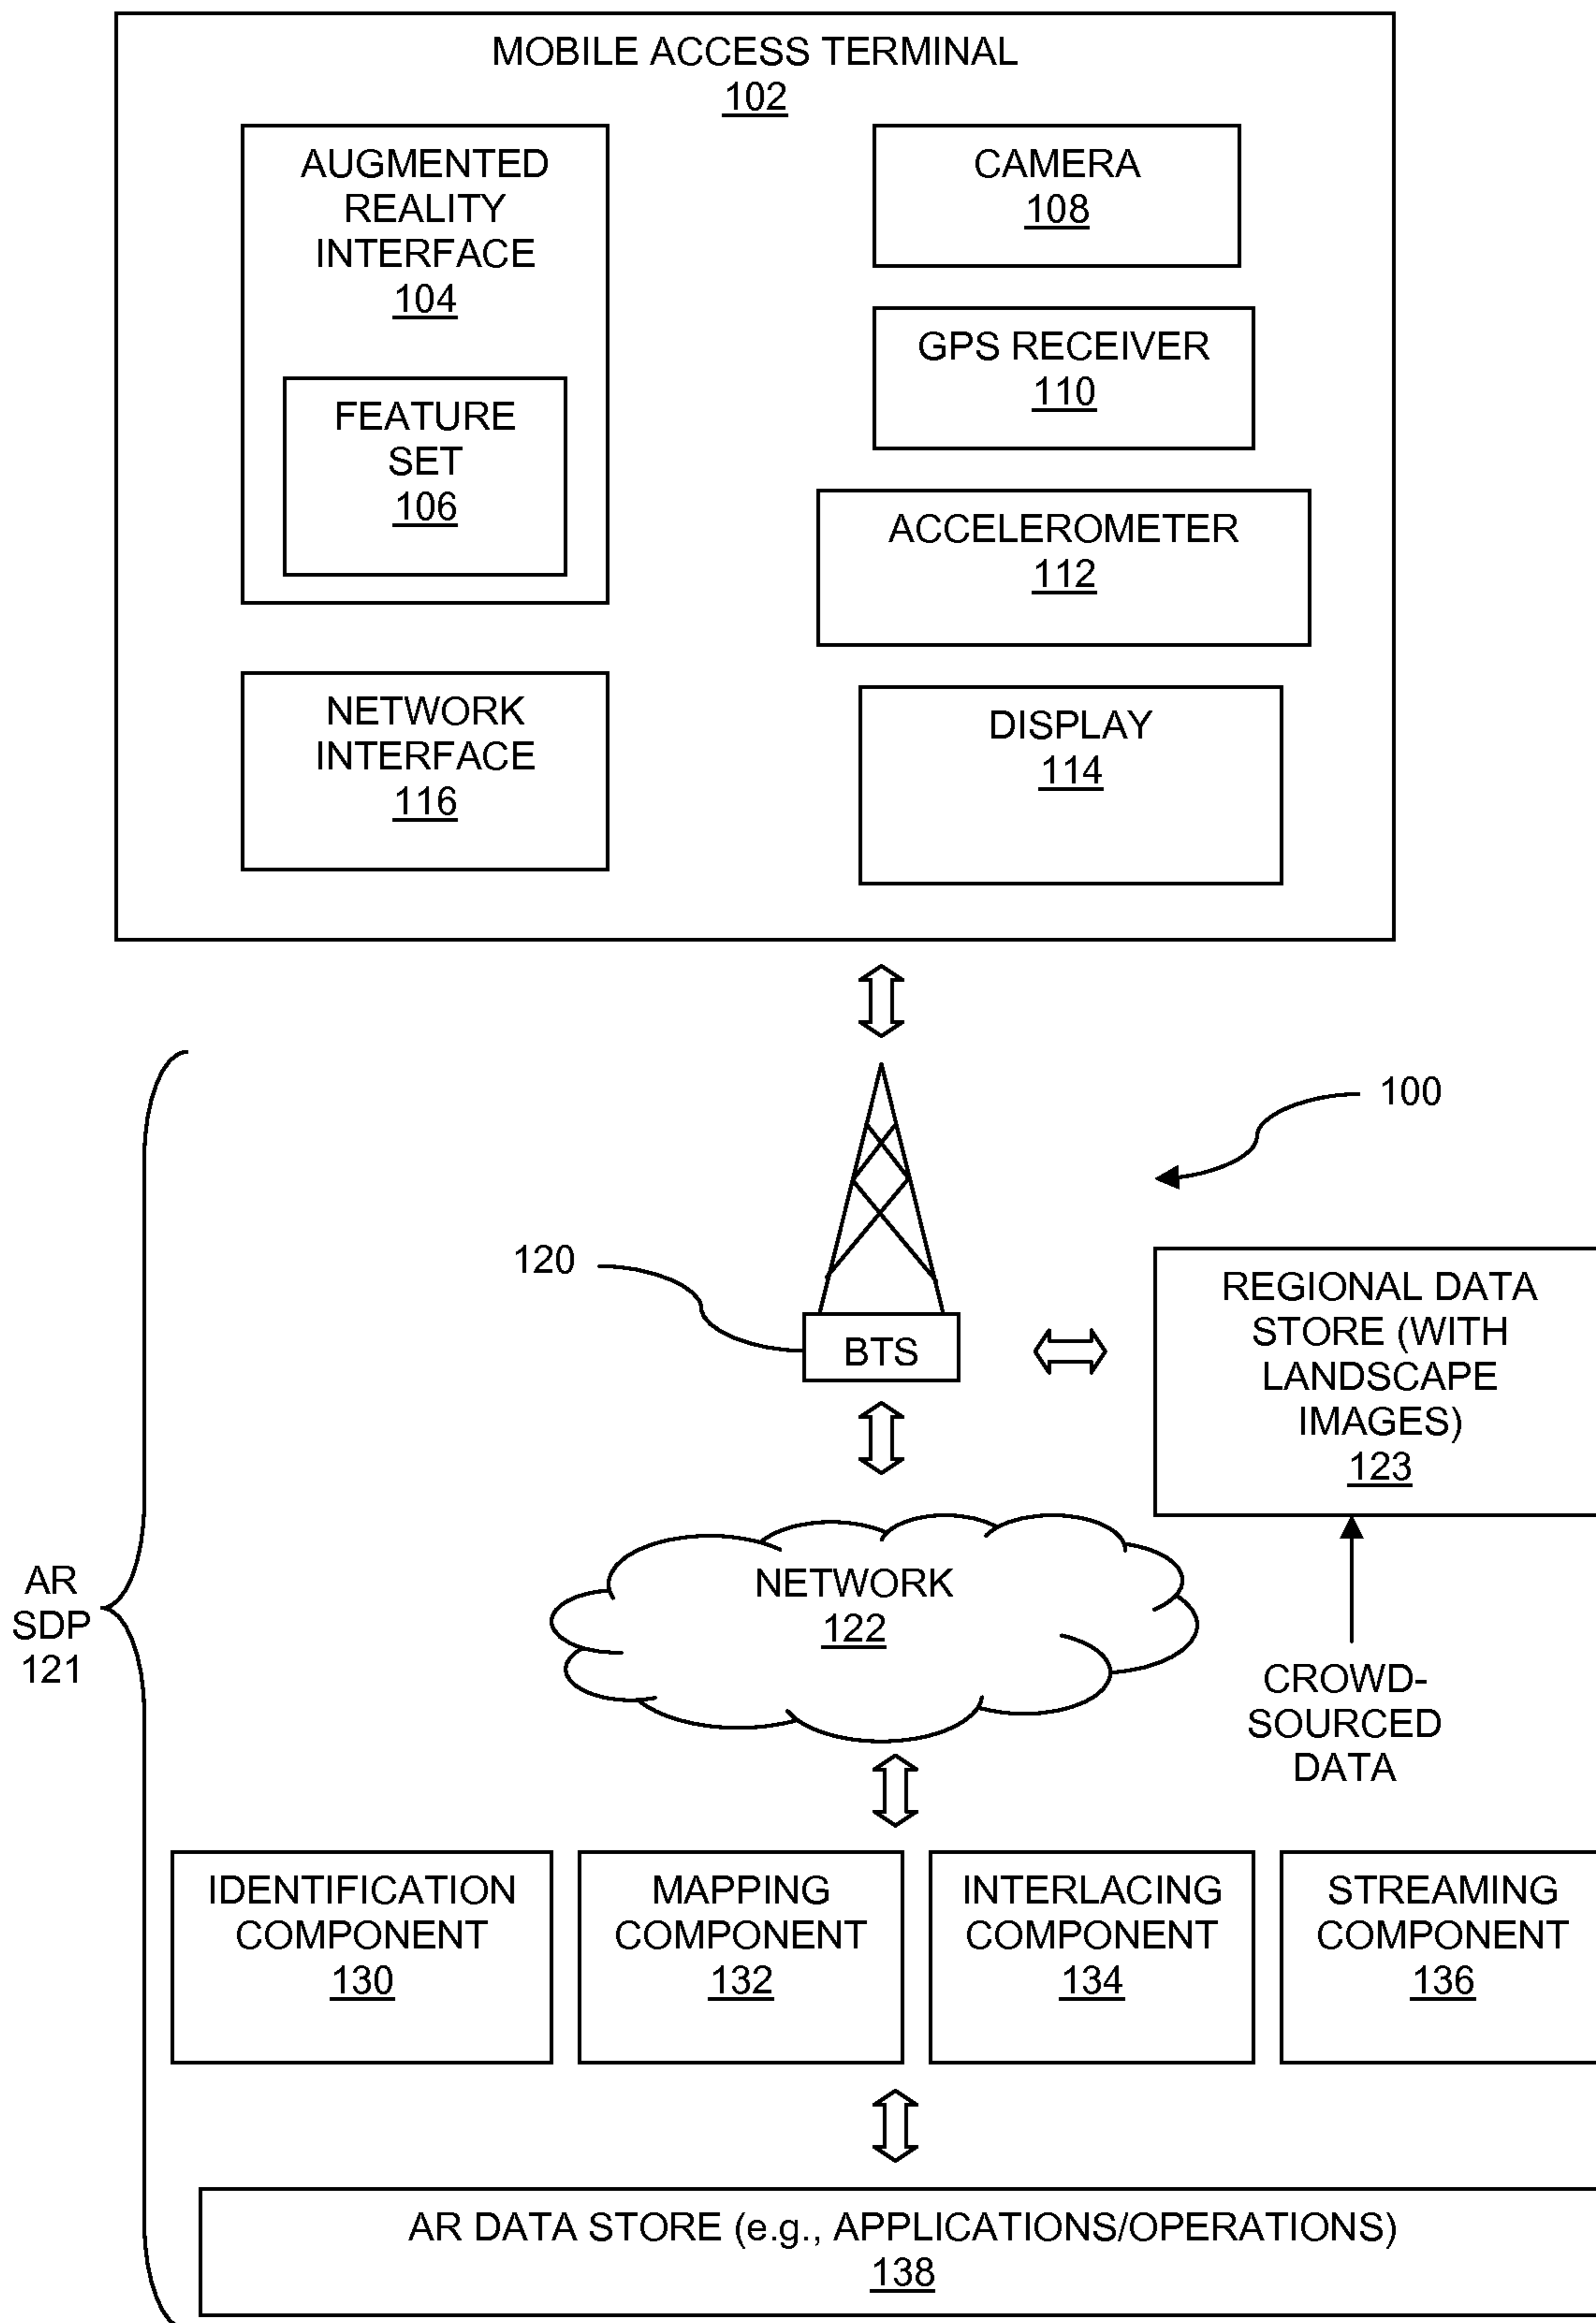 MOBILE ACCESS TERMINAL
102
AUGMENTED
REALITY
INTERFACE
104
FEATURE
SET
106
NETWORK
INTERFACE
116
CAMERA
108
GPS RECEIVER
110
ACCELEROMETER
112
DISPLAY
114
100
120
BTS
REGIONAL DATA
STORE (WITH
LANDSCAPE
IMAGES)
123
AR
SDP
121
NETWORK
122
CROWD-
SOURCED
DATA
IDENTIFICATION
COMPONENT
130
MAPPING
COMPONENT
132
INTERLACING
COMPONENT
134
STREAMING
COMPONENT
136
AR DATA STORE (e.g., APPLICATIONS/OPERATIONS)
138